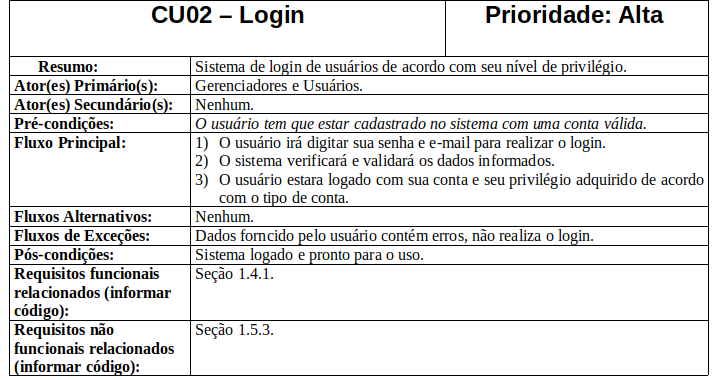 CU02 – Login
Prioridade: Alta
Resumo:
Sistema de login de usuários de acordo com seu nível de privilégio.
Ator(es) Primário(s):
Gerenciadores e Usuários.
Ator(es) Secundário(s):
Nenhum.
Pré-condições:
O usuário tem que estar cadastrado no sistema com uma conta válida.
Fluxo Principal:
1) O usuário irá digitar sua senha e e-mail para realizar o login.
2) O sistema verificará e validará os dados informados.
3) O usuário estara logado com sua conta e seu privilégio adquirido de acordo
com o tipo de conta.
Fluxos Alternativos:
Nenhum.
Fluxos de Exceções:
Dados forncido pelo usuário contém erros, não realiza o login.
Pós-condições:
Sistema logado e pronto para o uso.
Requisitos funcionais
relacionados (informar
código):
Seção 1.4.1.
Requisitos não
funcionais relacionados
(informar código):
Seção 1.5.3.